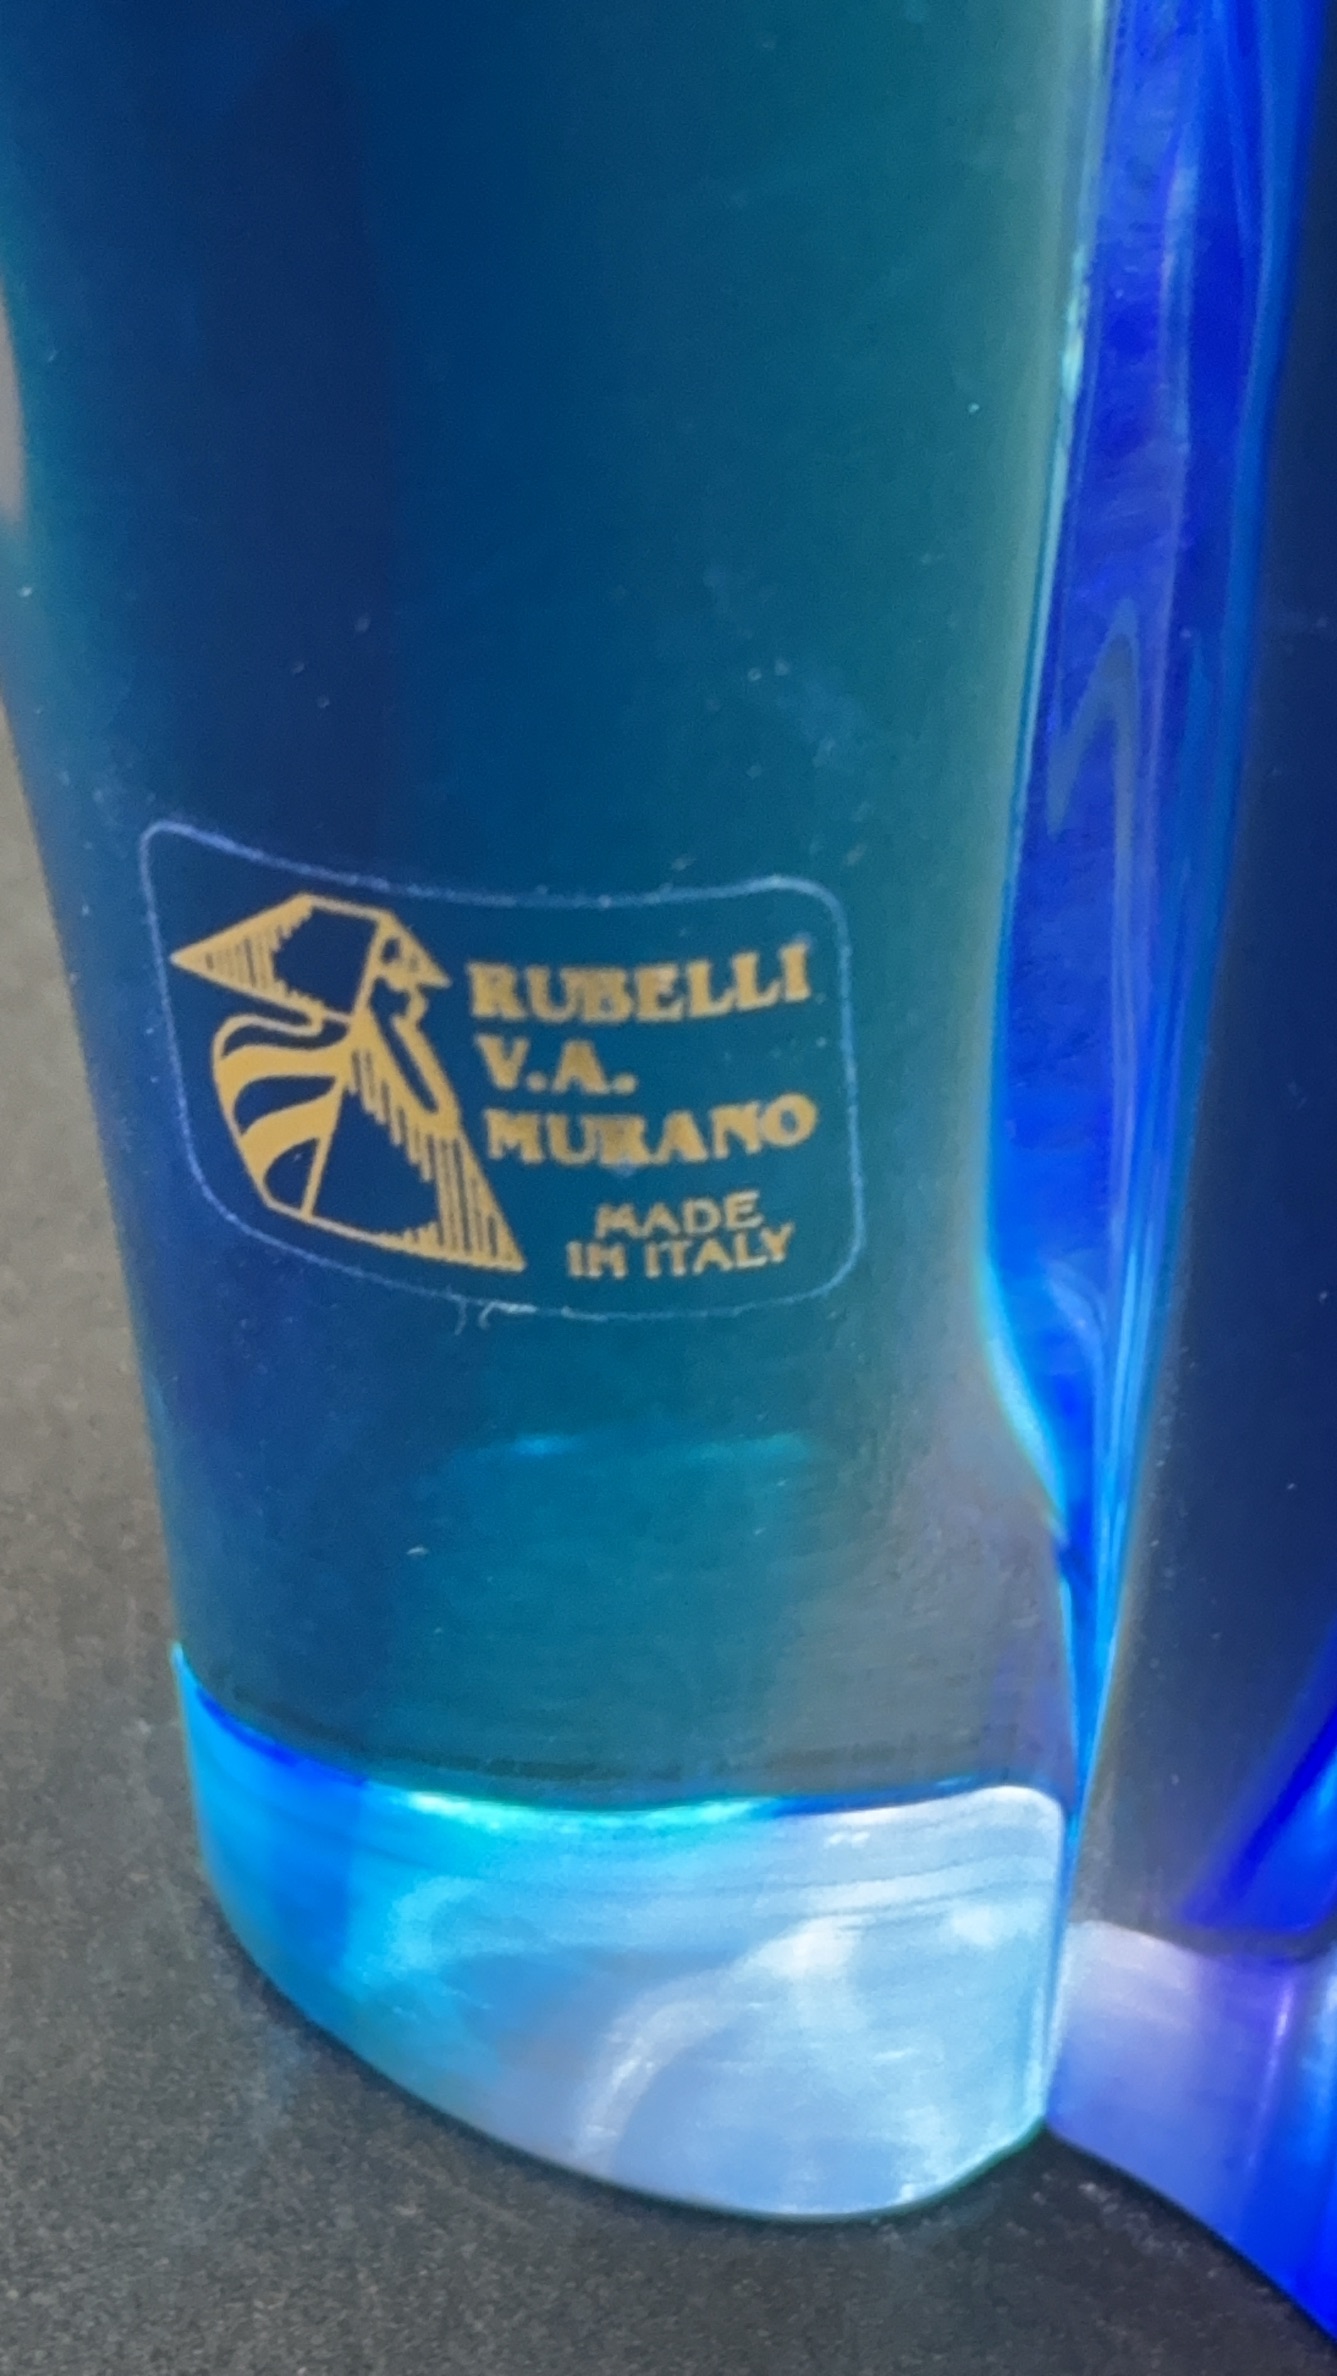 RUBELLI
V.A.
MURANO
MADE
IN ITALY